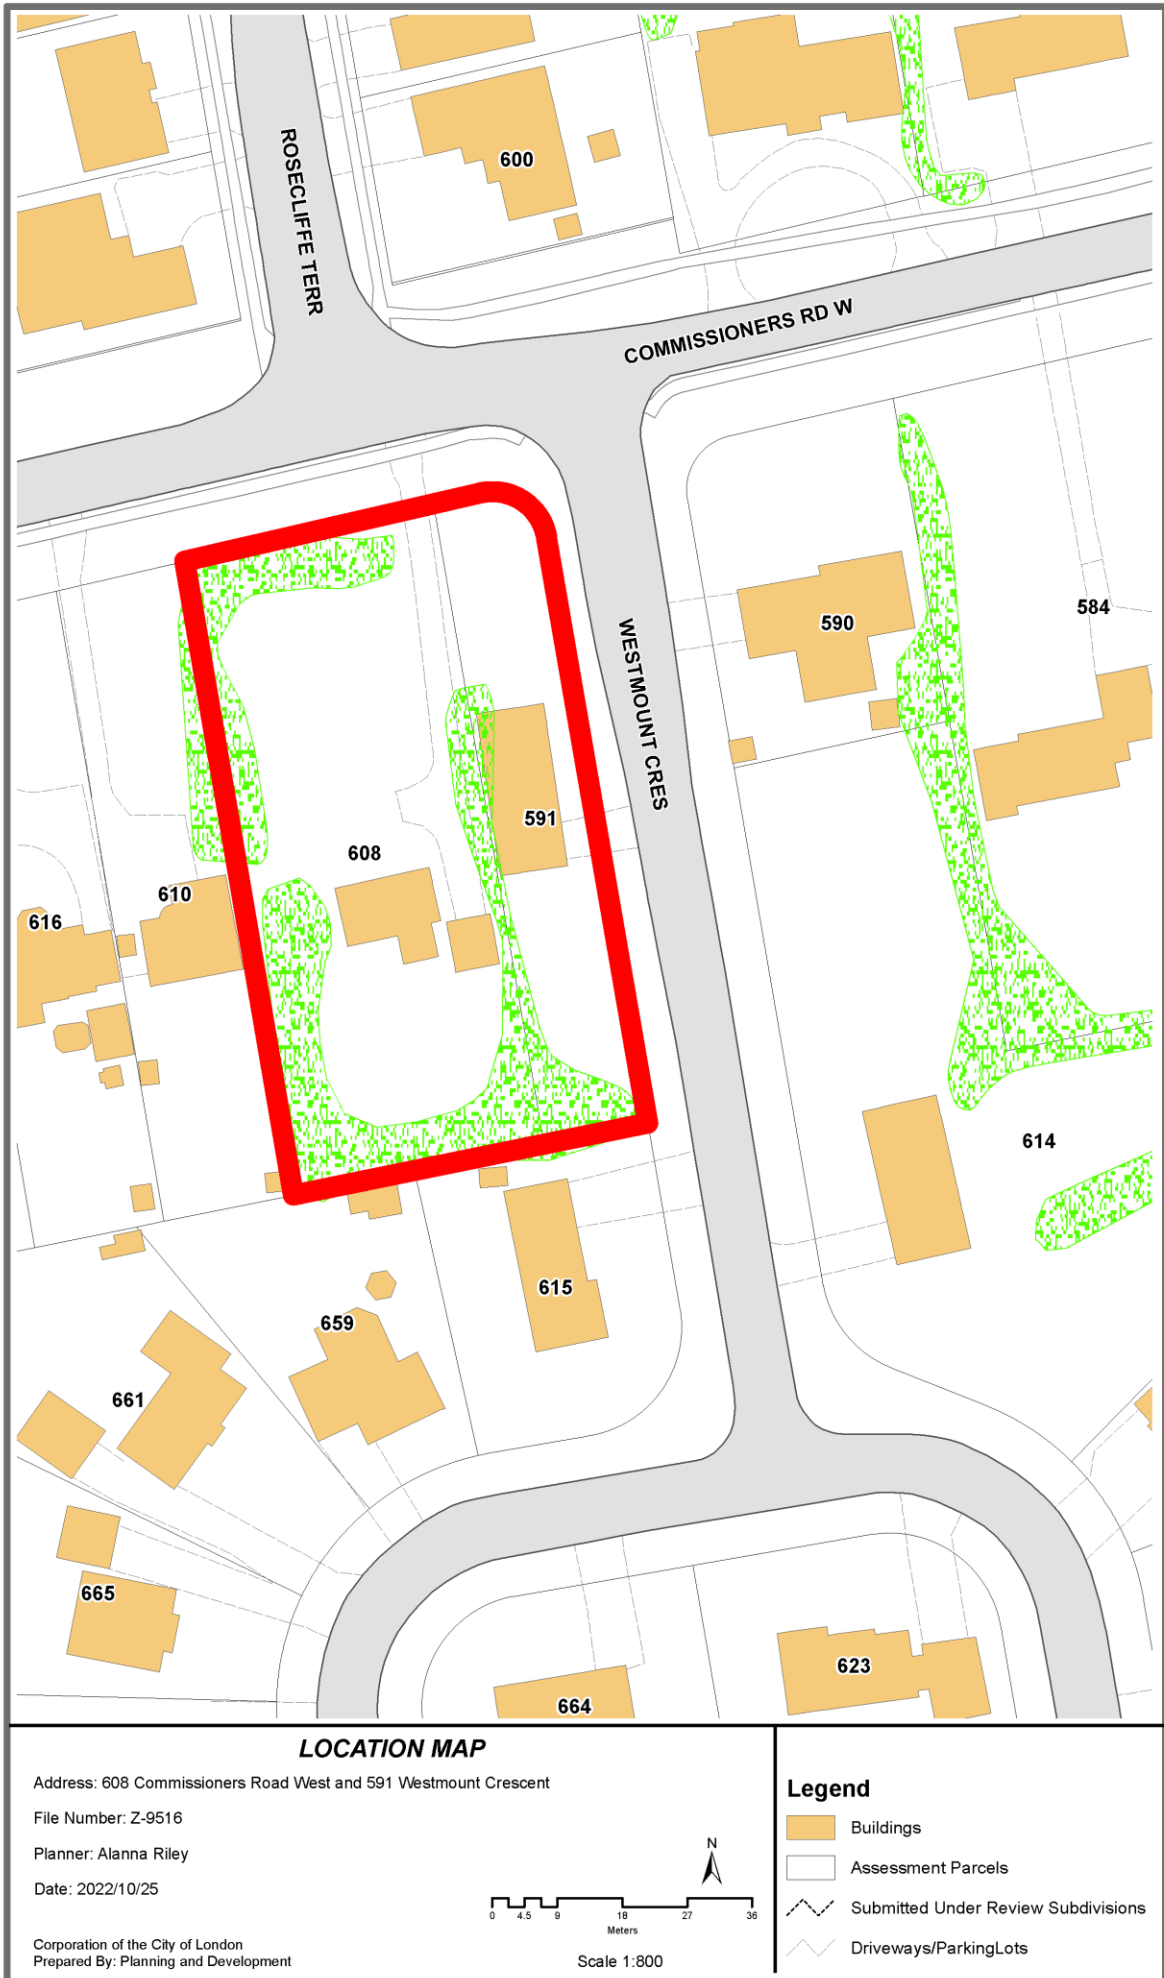 ROSECLIFFE TERR
600
COMMISSIONERS RD W
WESTMOUNT CRES
590
584
591
608
610
616
614
615
659
661
665
623
664
LOCATION MAP
Address: 608 Commissioners Road West and 591 Westmount Crescent
File Number: Z-9516
Planner: Alanna Riley
Date: 2022/10/25
Corporation of the City of London
Prepared By: Planning and Development
N
0 4.5 9 18 27 36
Meters
Scale 1:800
Legend
Buildings
Assessment Parcels
Submitted Under Review Subdivisions
Driveways/ParkingLots